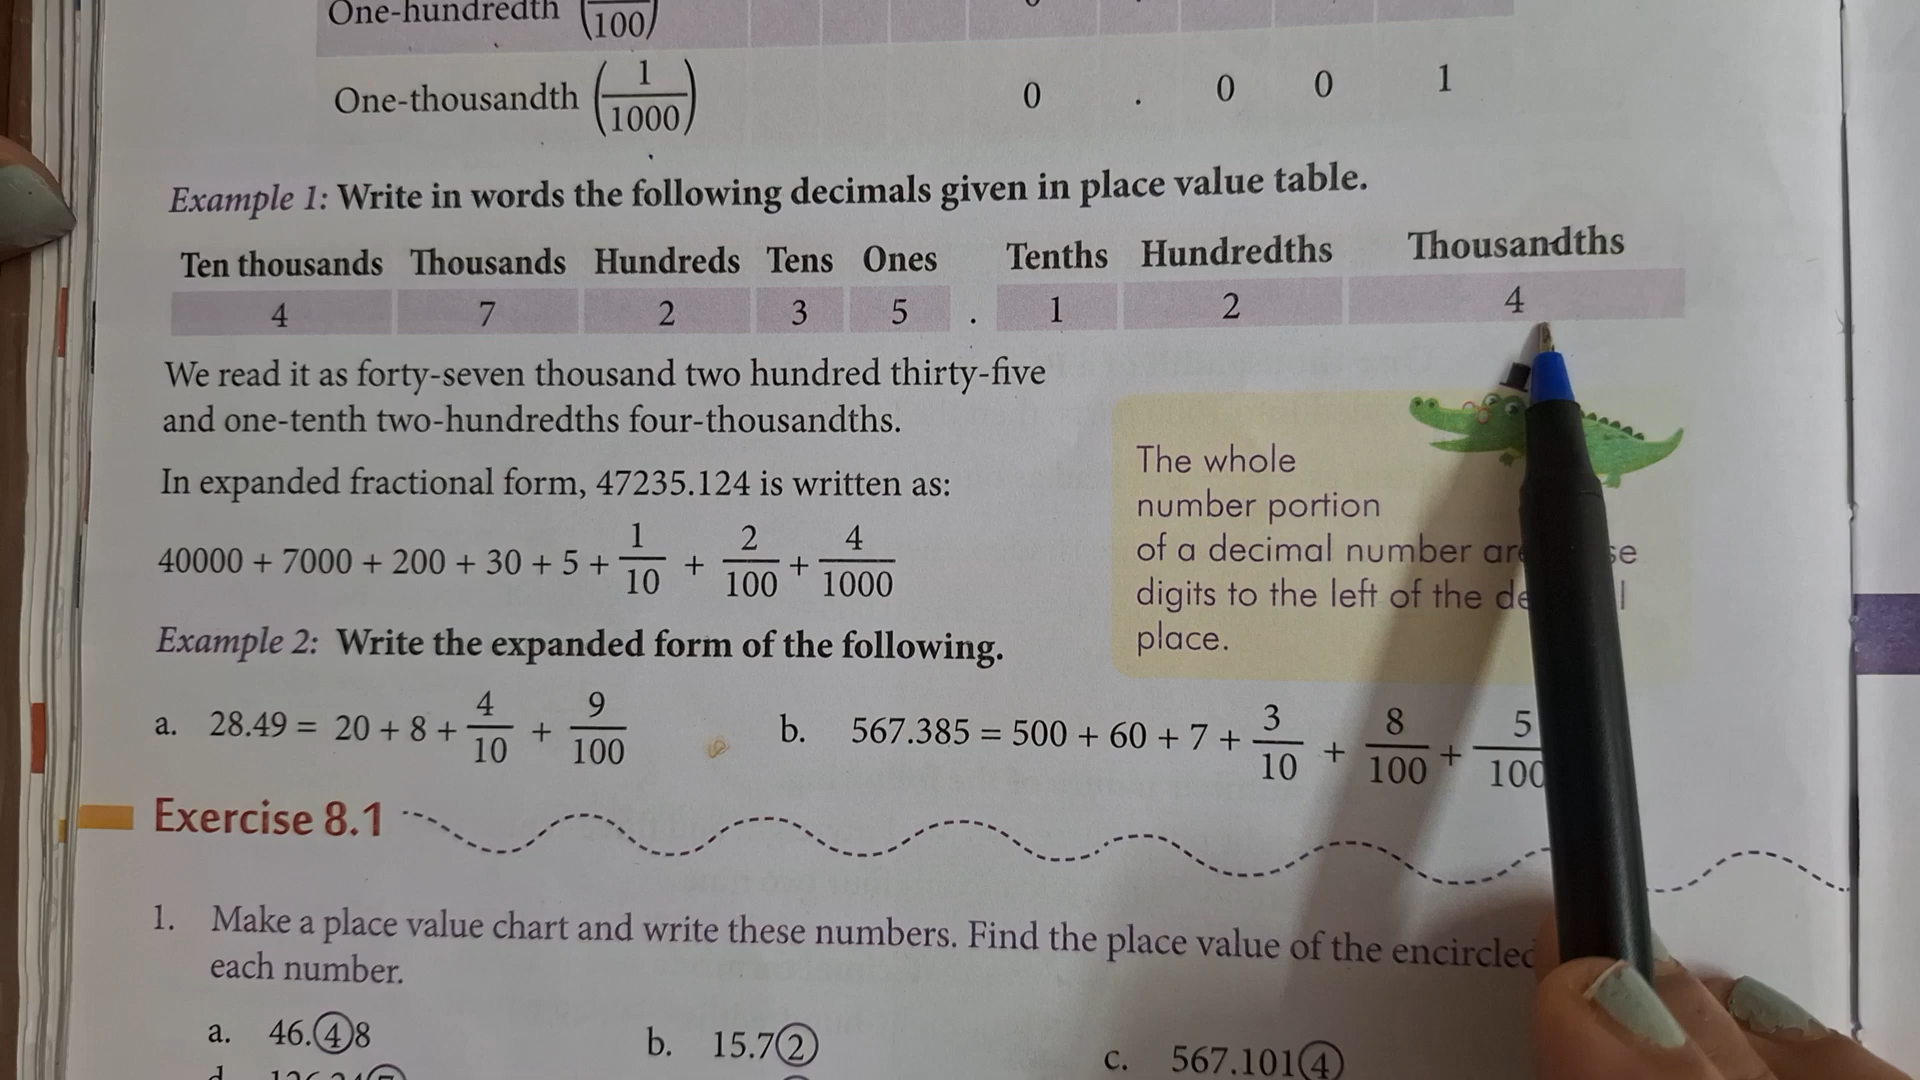 One-hundredth (1/100)
One-thousandth (1/1000) 0 . 0 0 1
Example 1: Write in words the following decimals given in place value table.
Ten thousands Thousands Hundreds Tens Ones Tenths Hundredths Thousandths
4 7 2 3 5 . 1 2 4
We read it as forty-seven thousand two hundred thirty-five
and one-tenth two-hundredths four-thousandths.
In expanded fractional form, 47235.124 is written as:
40000 + 7000 + 200 + 30 + 5 + 1/10 + 2/100 + 4/1000
The whole
number portion
of a decimal number
digits to the left of the
place.
Example 2: Write the expanded form of the following.
a. 28.49 = 20 + 8 + 4/10 + 9/100
b. 567.385 = 500 + 60 + 7 + 3/10 + 8/100 + 5/
Exercise 8.1
1. Make a place value chart and write these numbers. Find the place value of the encircled
each number.
a. 46.④8
b. 15.7②
c. 567.101④